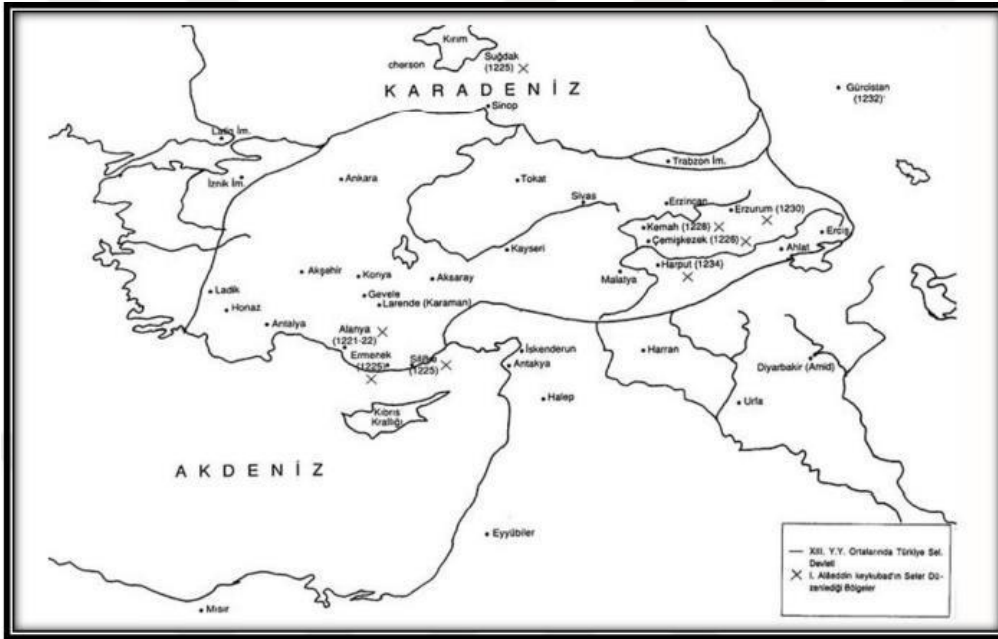 Kırım
cherson
Suğdak
(1225)
KARADENİZ
Gürcistan
(1232)
Sinop
Latin İm.
İznik İm.
Ankara
Tokat
Trabzon İm.
Sivas
Erzincan
Erzurum (1230)
Kemah (1228)
Çemişkezek (1226)
Erciş
Ahlat
Kayseri
Harput (1234)
Malatya
Akşehir
Konya
Aksaray
Ladik
Gevele
Larende (Karaman)
Honaz
Antalya
Alanya
(1221-22)
Ermenek
(1225)
Silifke
(1225)
İskenderun
Antakya
Harran
Diyarbakir (Amid)
Halep
Urfa
Kıbrıs
Krallığı
AKDENİZ
Eyyübiler
Mısır
XIII. Y.Y. Ortalarında Türkiye Sel.
Devleti
I. Alâeddin keykubad'ın Sefer Dü-
zenlediği Bölgeler